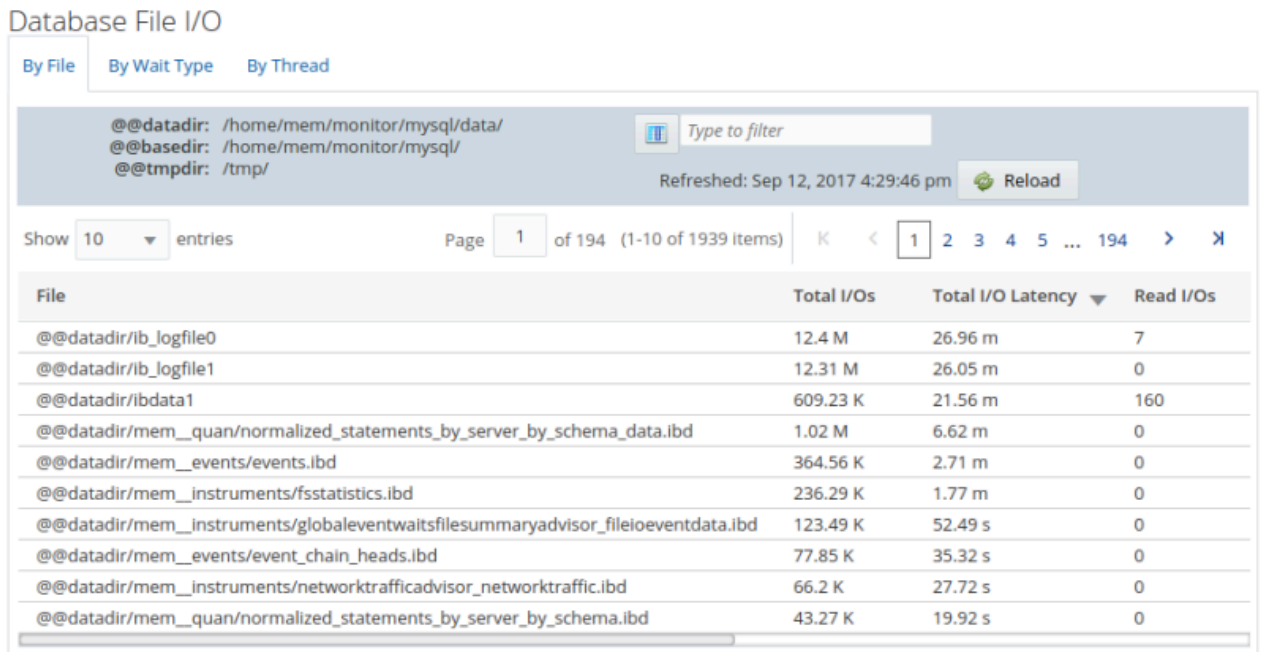 Database File I/O
By File By Wait Type By Thread
@@datadir: /home/mem/monitor/mysql/data/
@@basedir: /home/mem/monitor/mysql/
@@tmpdir: /tmp/
Type to filter
Refreshed: Sep 12, 2017 4:29:46 pm Reload
Show 10 entries Page 1 of 194 (1-10 of 1939 items) 1 2 3 4 5 ... 194
File Total I/Os Total I/O Latency Read I/Os
@@datadir/ib_logfile0 12.4 M 26.96 m 7
@@datadir/ib_logfile1 12.31 M 26.05 m 0
@@datadir/ibdata1 609.23 K 21.56 m 160
@@datadir/mem__quan/normalized_statements_by_server_by_schema_data.ibd 1.02 M 6.62 m 0
@@datadir/mem__events/events.ibd 364.56 K 2.71 m 0
@@datadir/mem__instruments/fsstatistics.ibd 236.29 K 1.77 m 0
@@datadir/mem__instruments/globaleventwaitsfilesummaryadvisor_fileioeventdata.ibd 123.49 K 52.49 s 0
@@datadir/mem__events/event_chain_heads.ibd 77.85 K 35.32 s 0
@@datadir/mem__instruments/networktrafficadvisor_networktraffic.ibd 66.2 K 27.72 s 0
@@datadir/mem__quan/normalized_statements_by_server_by_schema.ibd 43.27 K 19.92 s 0